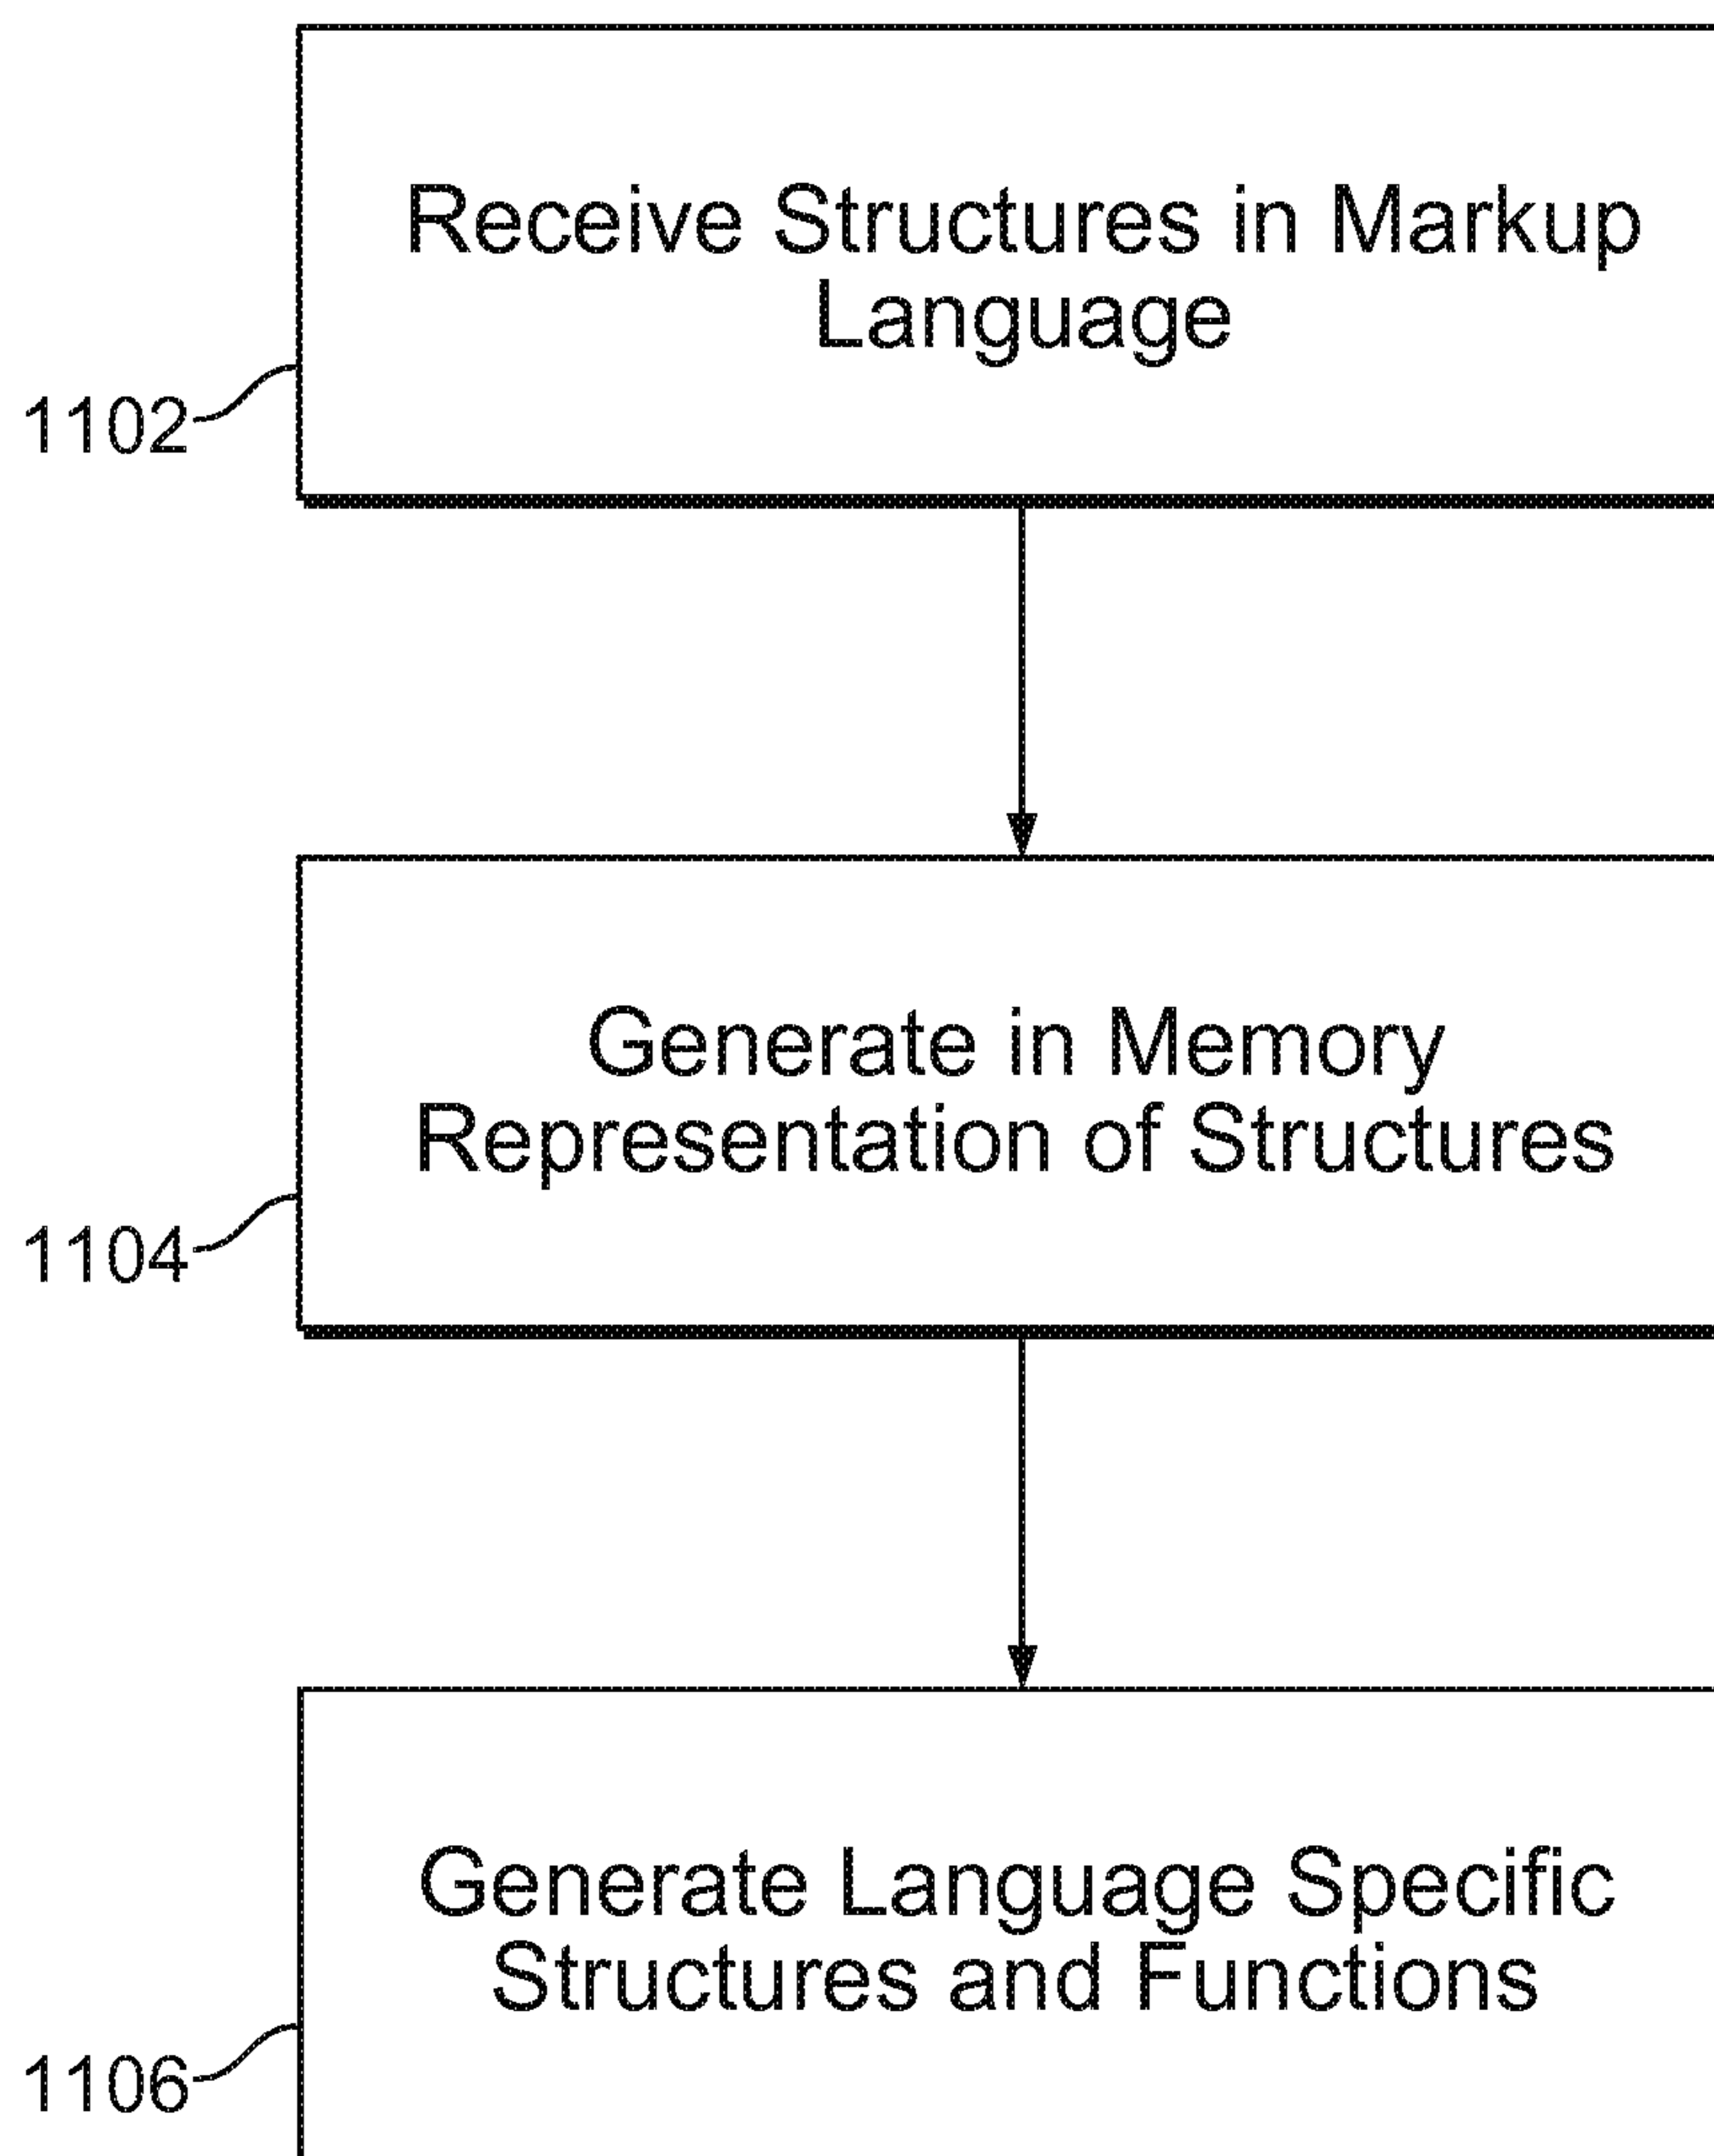 Receive Structures in Markup
Language
1102
Generate in Memory
Representation of Structures
1104
Generate Language Specific
Structures and Functions
1106